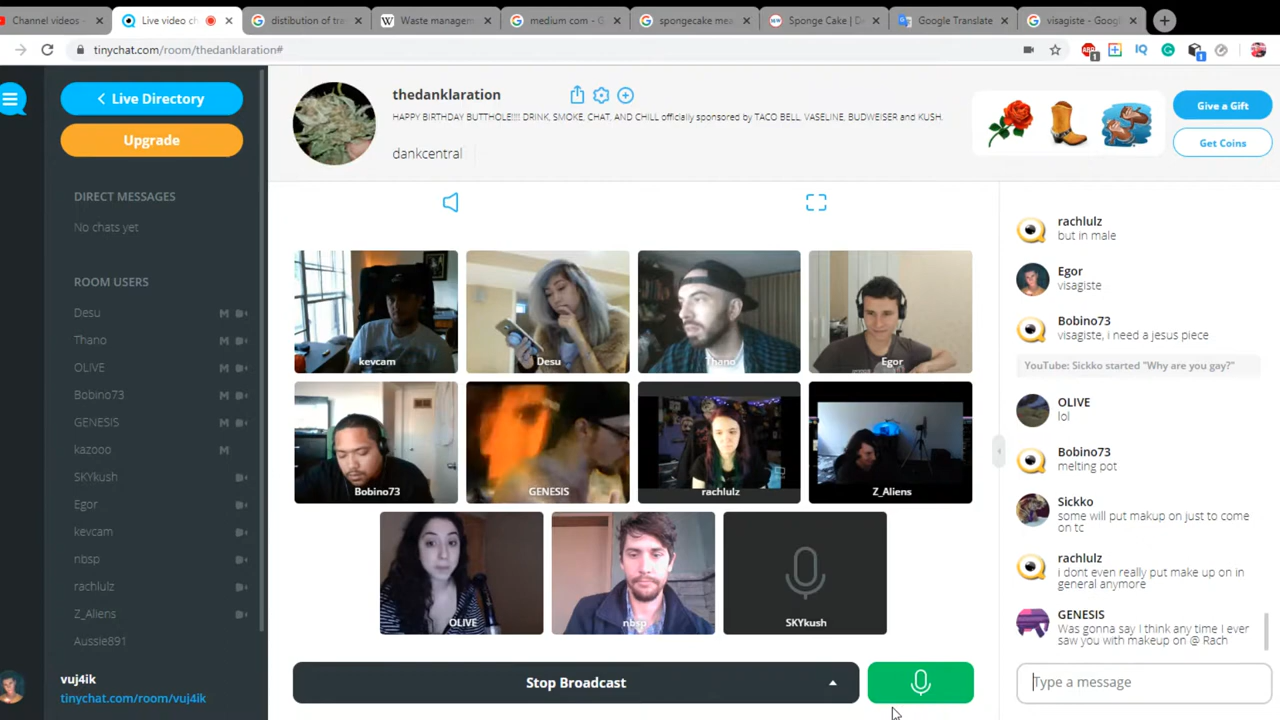 Channel videos -
Live video ch
distibution of tra
Waste managem
medium com - G
spongecake mea
Sponge Cake | De
Google Translate
visagiste - Googl
tinychat.com/room/thedanklaration#
Live Directory
Upgrade
DIRECT MESSAGES
No chats yet
ROOM USERS
Desu
Thano
OLIVE
Bobino73
GENESIS
kazooo
SKYkush
Egor
kevcam
nbsp
rachlulz
Z_Aliens
Aussie891
vuj4ik
tinychat.com/room/vuj4ik
thedanklaration
HAPPY BIRTHDAY BUTTHOLE!!!! DRINK, SMOKE, CHAT, AND CHILL officially sponsored by TACO BELL, VASELINE, BUDWEISER and KUSH.
dankcentral
Give a Gift
Get Coins
kevcam
Desu
Thano
Egor
Bobino73
GENESIS
rachlulz
Z_Aliens
OLIVE
nbsp
SKYkush
Stop Broadcast
rachlulz
but in male
Egor
visagiste
Bobino73
visagiste, i need a jesus piece
YouTube: Sickko started "Why are you gay?"
OLIVE
lol
Bobino73
melting pot
Sickko
some will put makup on just to come
on tc
rachlulz
i dont even really put make up on in
general anymore
GENESIS
Was gonna say I think any time I ever
saw you with makeup on @ Rach
Type a message